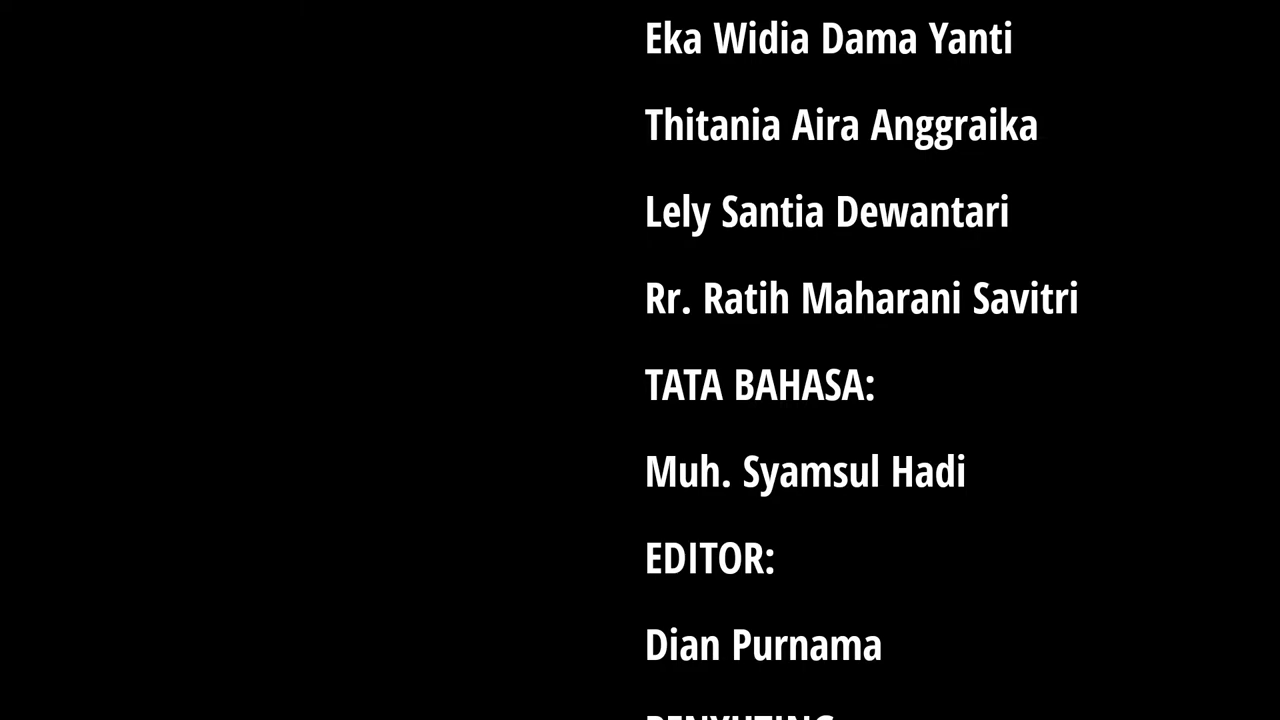 Eka Widia Dama Yanti
Thitania Aira Anggraika
Lely Santia Dewantari
Rr. Ratih Maharani Savitri
TATA BAHASA:
Muh. Syamsul Hadi
EDITOR:
Dian Purnama